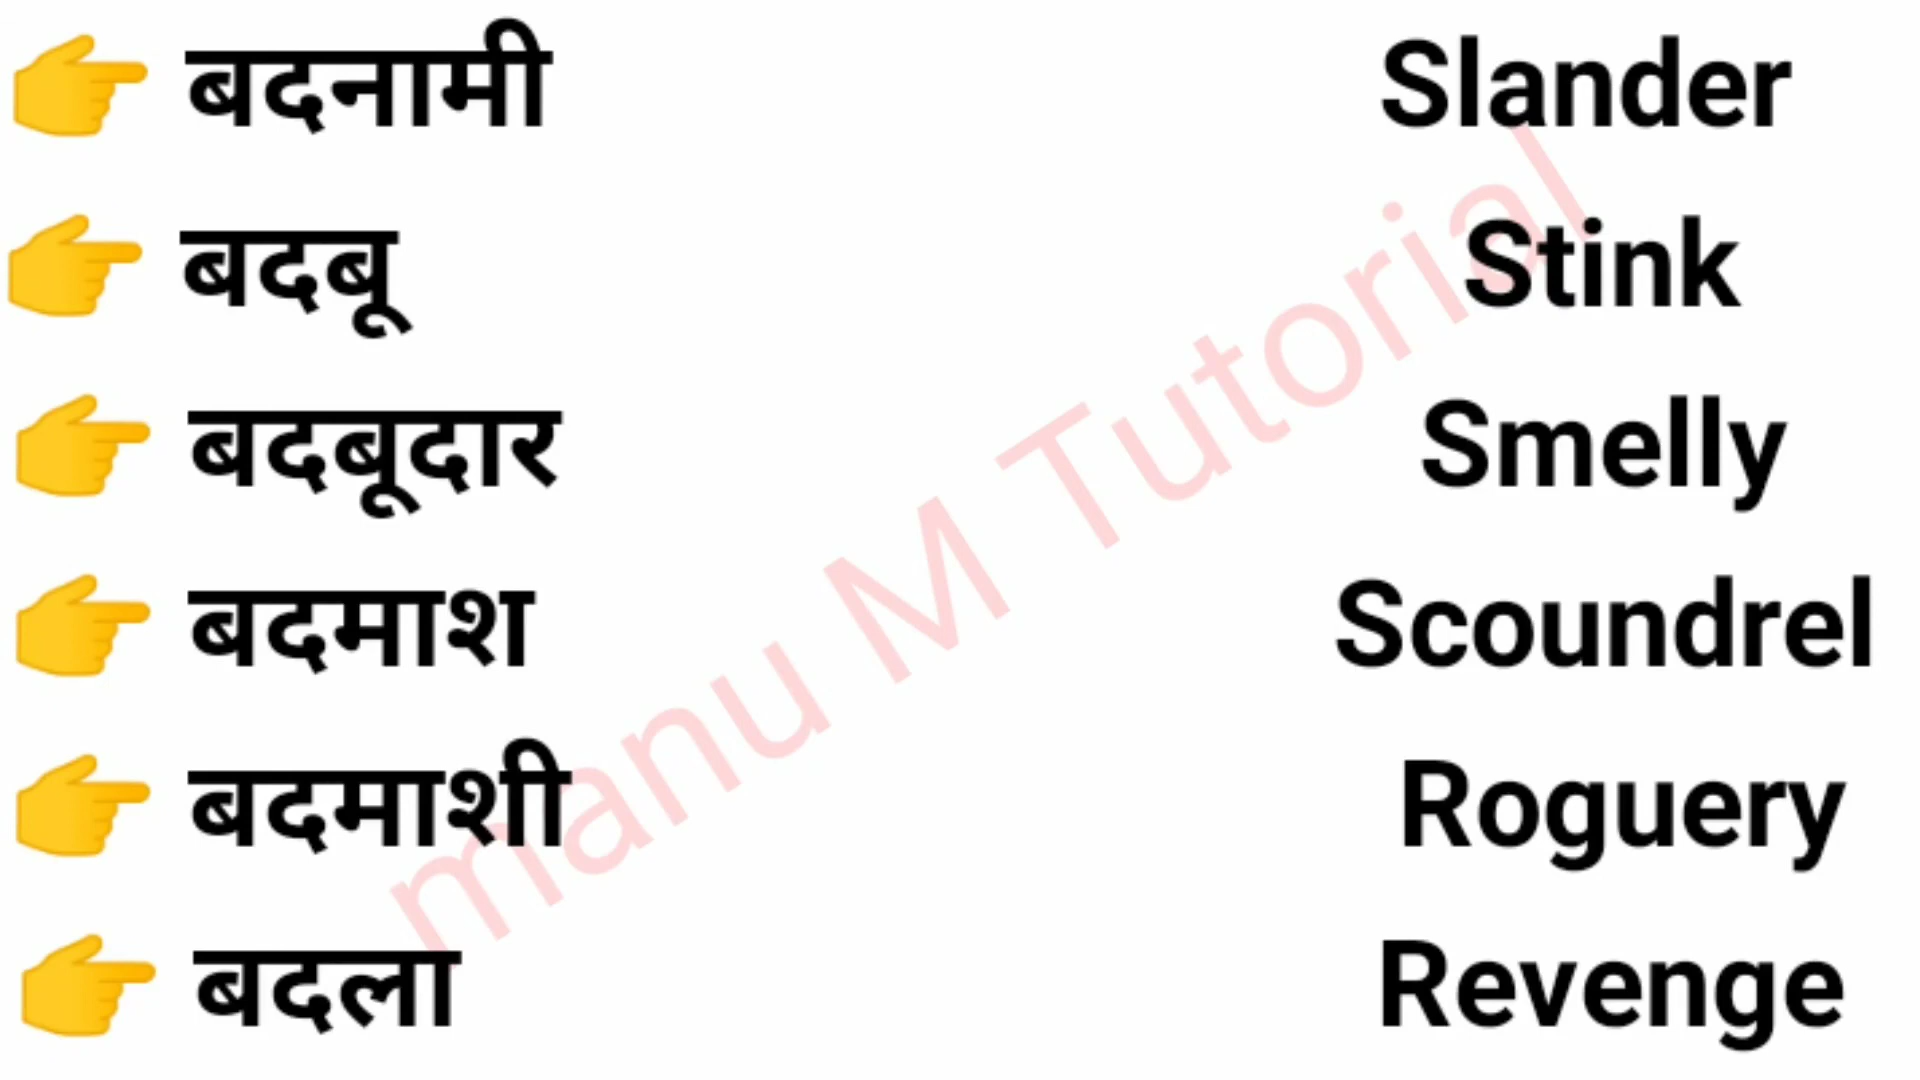 👉 बदनामी Slander
👉 बदबू Stink
👉 बदबूदार Smelly
👉 बदमाश Scoundrel
👉 बदमाशी Roguery
👉 बदला Revenge
manu M Tutorial